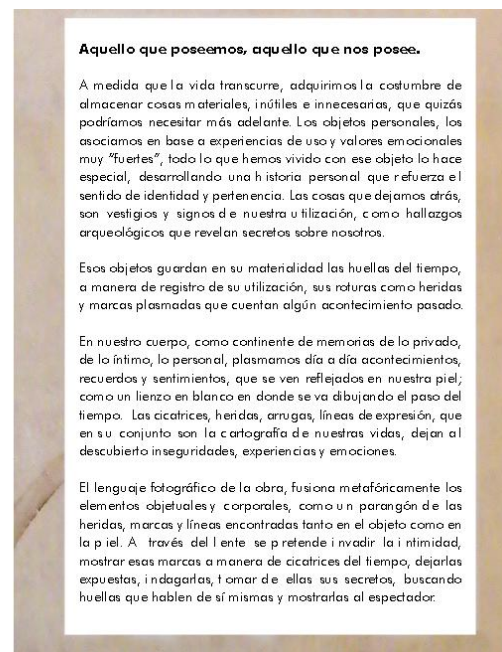 Aquello que poseemos, aquello que nos posee.
A medida que la vida transcurre, adquirimos la costumbre de
almacenar cosas materiales, inútiles e innecesarias, que quizás
podríamos necesitar más adelante. Los objetos personales, los
asociamos en base a experiencias de uso y valores emocionales
muy "fuertes", todo lo que hemos vivido con ese objeto lo hace
especial, desarrollando una historia personal que refuerza el
sentido de identidad y pertenencia. Las cosas que dejamos atrás,
son vestigios y signos de nuestra utilización, como hallazgos
arqueológicos que revelan secretos sobre nosotros.
Esos objetos guardan en su materialidad las huellas del tiempo,
a manera de registro de su utilización, sus roturas como heridas
y marcas plasmadas que cuentan algún acontecimiento pasado.
En nuestro cuerpo, como continente de memorias de lo privado,
de lo íntimo, lo personal, plasmamos día a día acontecimientos,
recuerdos y sentimientos, que se ven reflejados en nuestra piel;
como un lienzo en blanco en donde se va dibujando el paso del
tiempo. Las cicatrices, heridas, arrugas, líneas de expresión, que
en su conjunto son la cartografía de nuestras vidas, dejan al
descubierto inseguridades, experiencias y emociones.
El lenguaje fotográfico de la obra, fusiona metafóricamente los
elementos objetuales y corporales, como un parangón de las
heridas, marcas y líneas encontradas tanto en el objeto como en
la piel. A través del lente se pretende invadir la intimidad,
mostrar esas marcas a manera de cicatrices del tiempo, dejarlas
expuestas, indagarlas, tomar de ellas sus secretos, buscando
huellas que hablen de sí mismas y mostrarlas al espectador.